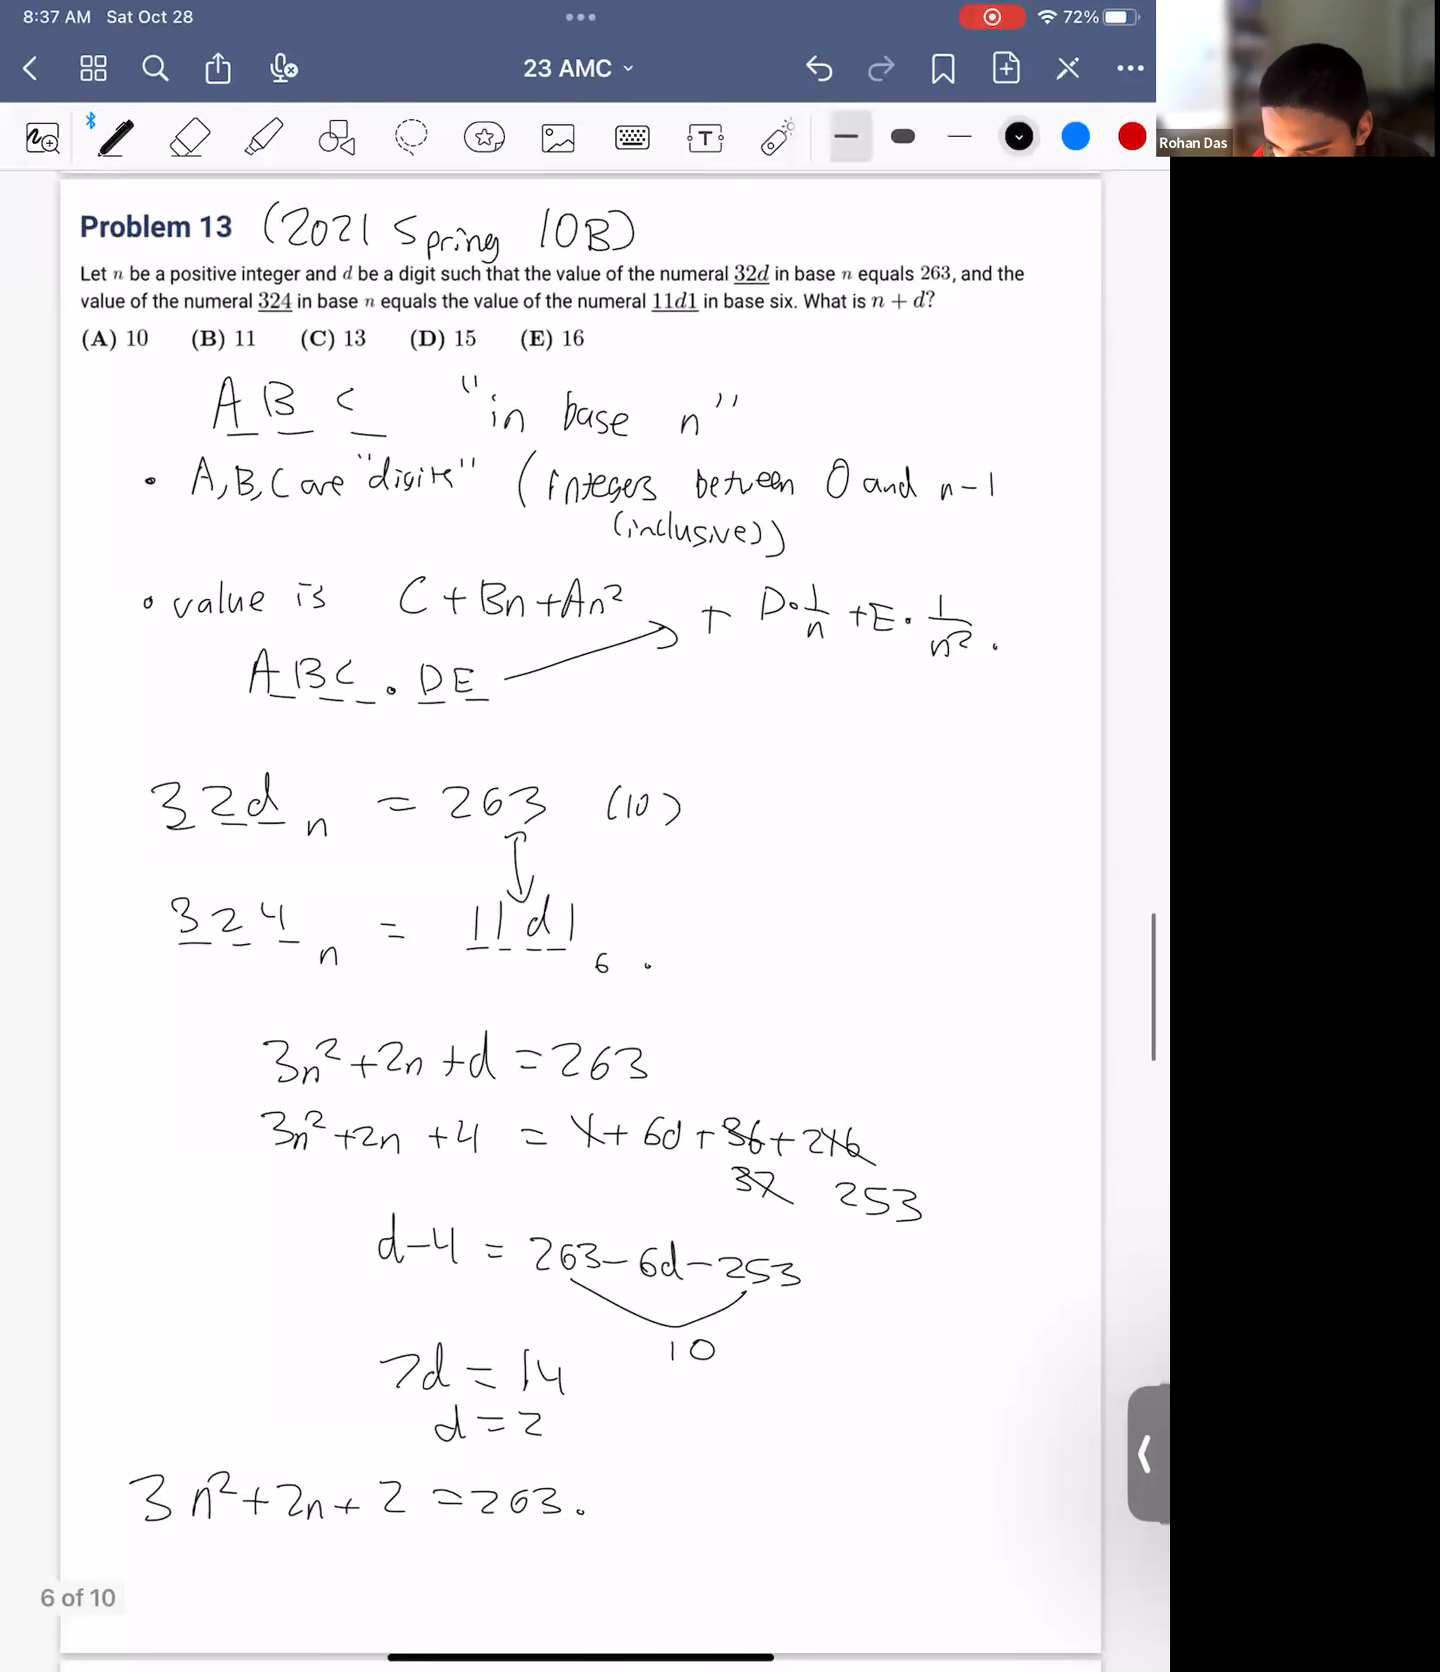 8:37 AM Sat Oct 28
72%
23 AMC
Rohan Das
Problem 13 (2021 Spring 10B)
Let n be a positive integer and d be a digit such that the value of the numeral 32d in base n equals 263, and the
value of the numeral 324 in base n equals the value of the numeral 11d1 in base six. What is n + d?
(A) 10 (B) 11 (C) 13 (D) 15 (E) 16
A B C "in base n"
• A, B, C are "digits" (integers between 0 and n-1
(inclusive))
• value is C + Bn + An² + D · 1/n + E · 1/n² .
A B C . D E
32d n = 263 (10)
324 n = 11d1 6 .
3n² + 2n + d = 263
3n² + 2n + 4 = 1 + 6d + 36 + 216
37 253
d - 4 = 263 - 6d - 253
10
7d = 14
d = 2
3n² + 2n + 2 = 263.
6 of 10